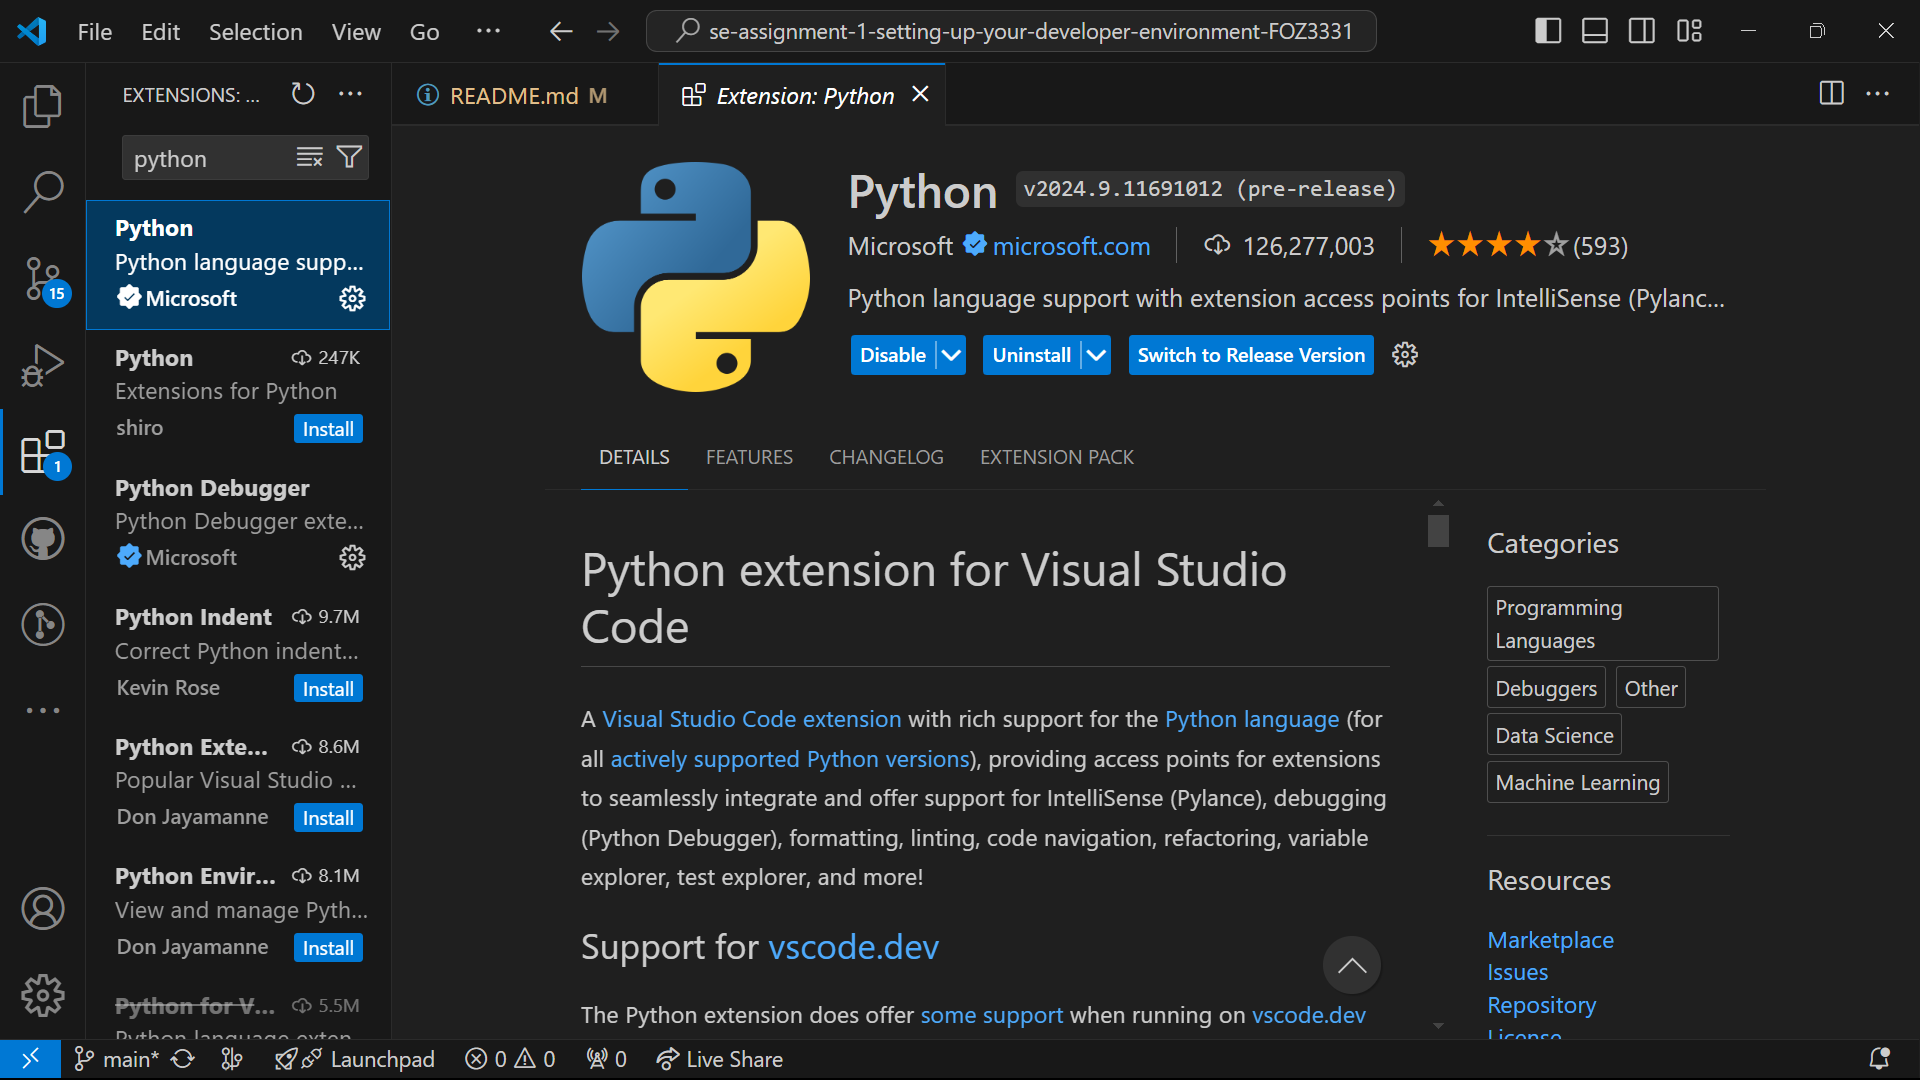 File Edit Selection View Go ···
se-assignment-1-setting-up-your-developer-environment-FOZ3331
EXTENSIONS: ...
README.md M
Extension: Python
python
Python
Python language supp...
Microsoft
15
Python 247K
Extensions for Python
shiro Install
1
Python Debugger
Python Debugger exte...
Microsoft
Python Indent 9.7M
Correct Python indent...
Kevin Rose Install
Python Exte... 8.6M
Popular Visual Studio ...
Don Jayamanne Install
Python Envir... 8.1M
View and manage Pyth...
Don Jayamanne Install
Python for V... 5.5M
Python language exten
Python v2024.9.11691012 (pre-release)
Microsoft microsoft.com 126,277,003 (593)
Python language support with extension access points for IntelliSense (Pylanc...
Disable Uninstall Switch to Release Version
DETAILS FEATURES CHANGELOG EXTENSION PACK
Python extension for Visual Studio
Code
A Visual Studio Code extension with rich support for the Python language (for
all actively supported Python versions), providing access points for extensions
to seamlessly integrate and offer support for IntelliSense (Pylance), debugging
(Python Debugger), formatting, linting, code navigation, refactoring, variable
explorer, test explorer, and more!
Support for vscode.dev
The Python extension does offer some support when running on vscode.dev
Categories
Programming
Languages
Debuggers Other
Data Science
Machine Learning
Resources
Marketplace
Issues
Repository
License
main* Launchpad 0 0 0 Live Share